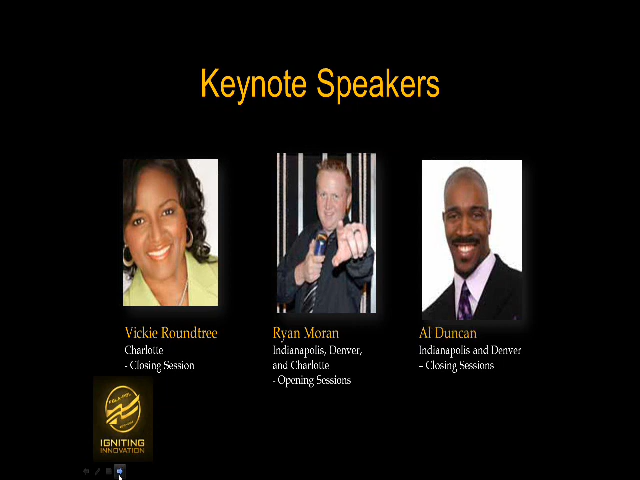 Keynote Speakers
Vickie Roundtree
Charlotte
- Closing Session
Ryan Moran
Indianapolis, Denver,
and Charlotte
- Opening Sessions
Al Duncan
Indianapolis and Denver
– Closing Sessions
IGNITING
INNOVATION